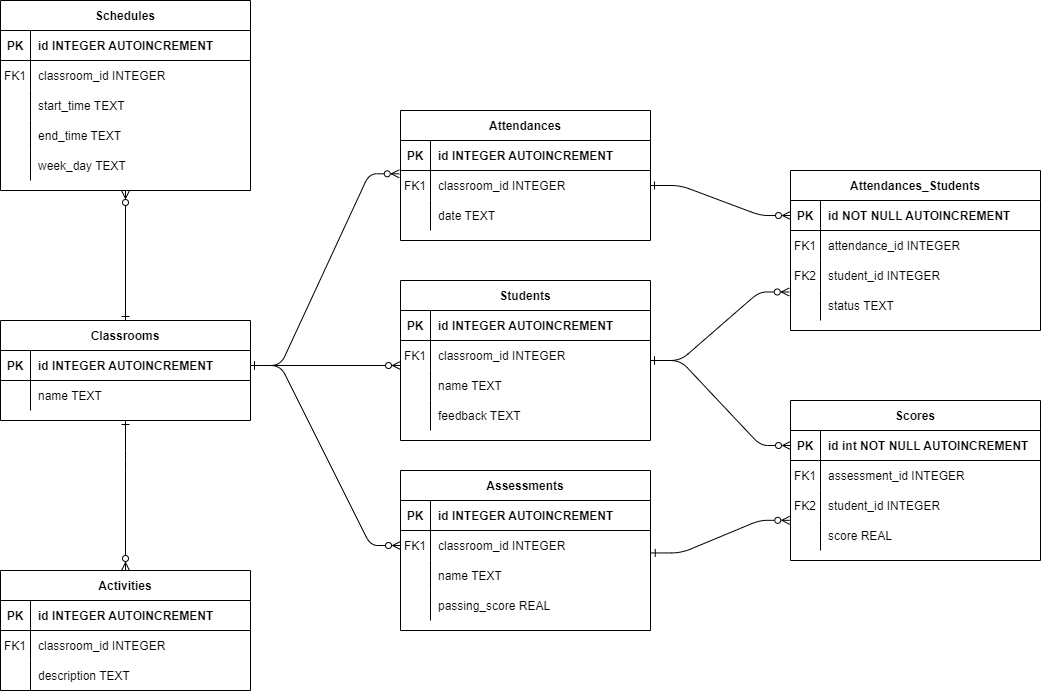 Schedules
PK id INTEGER AUTOINCREMENT
FK1 classroom_id INTEGER
start_time TEXT
end_time TEXT
week_day TEXT
Classrooms
PK id INTEGER AUTOINCREMENT
name TEXT
Activities
PK id INTEGER AUTOINCREMENT
FK1 classroom_id INTEGER
description TEXT
Attendances
PK id INTEGER AUTOINCREMENT
FK1 classroom_id INTEGER
date TEXT
Students
PK id INTEGER AUTOINCREMENT
FK1 classroom_id INTEGER
name TEXT
feedback TEXT
Assessments
PK id INTEGER AUTOINCREMENT
FK1 classroom_id INTEGER
name TEXT
passing_score REAL
Attendances_Students
PK id NOT NULL AUTOINCREMENT
FK1 attendance_id INTEGER
FK2 student_id INTEGER
status TEXT
Scores
PK id int NOT NULL AUTOINCREMENT
FK1 assessment_id INTEGER
FK2 student_id INTEGER
score REAL